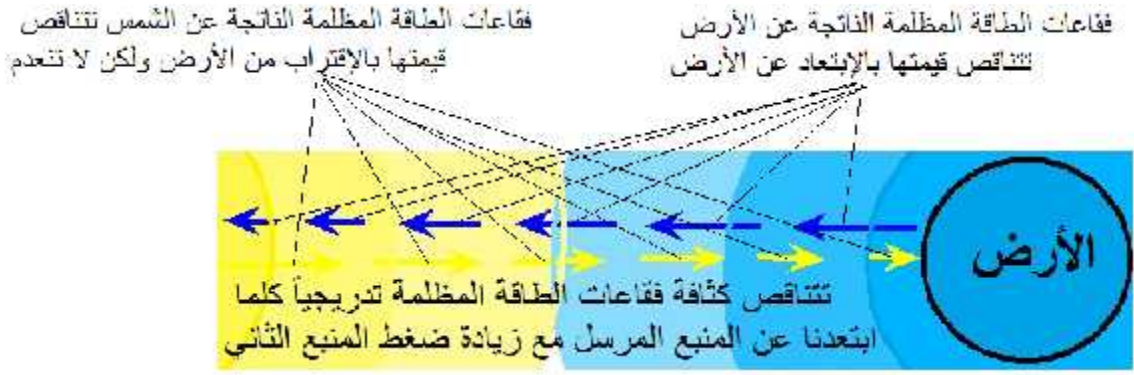 فقاعات الطاقة المظلمة الناتجة عن الأرض
تتناقص قيمتها بالإبتعاد عن الأرض
فقاعات الطاقة المظلمة الناتجة عن الشمس تتناقص
قيمتها بالإقتراب من الأرض ولكن لا تنعدم
الأرض
تتناقص كثافة فقاعات الطاقة المظلمة تدريجياً كلما
ابتعدنا عن المنبع المرسل مع زيادة ضغط المنبع الثاني